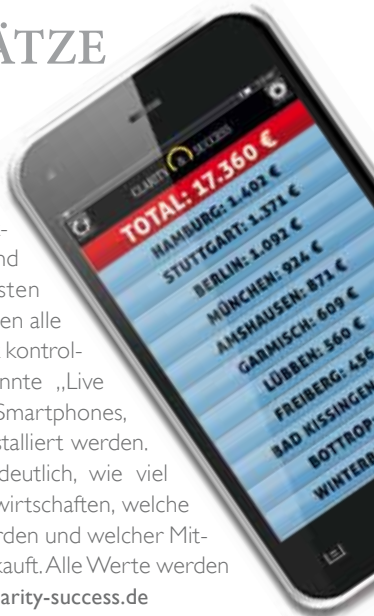 ÄTZE
nd
sten
en alle
kontrol-
nnte „Live
Smartphones,
stalliert werden.
deutlich, wie viel
wirtschaften, welche
rden und welcher Mit-
kauft. Alle Werte werden
arity-success.de
CLARITY & SUCCESS
TOTAL: 17.360 €
HAMBURG: 1.402 €
STUTTGART: 1.371 €
BERLIN: 1.092 €
MÜNCHEN: 926 €
AMSHAUSEN: 871 €
GARMISCH: 609 €
LÜBBEN: 560 €
FREIBERG: 436
BAD KISSINGEN
BOTTROP
WINTERB